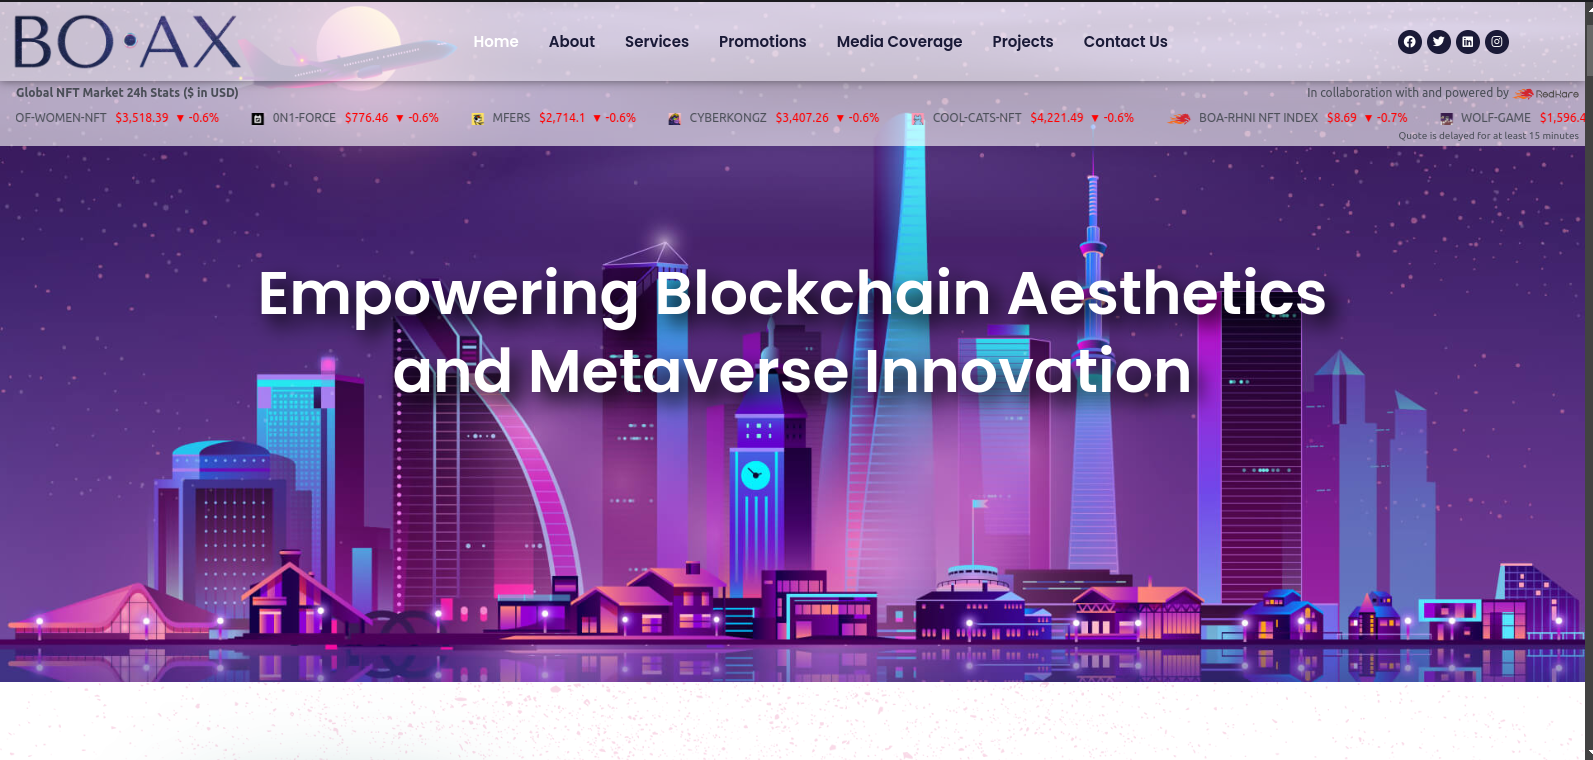 BO·AX
Home About Services Promotions Media Coverage Projects Contact Us
Global NFT Market 24h Stats ($ in USD)
In collaboration with and powered by RedHare
OF-WOMEN-NFT $3,518.39 ▼ -0.6% 0N1-FORCE $776.46 ▼ -0.6% MFERS $2,714.1 ▼ -0.6% CYBERKONGZ $3,407.26 ▼ -0.6% COOL-CATS-NFT $4,221.49 ▼ -0.6% BOA-RHNI NFT INDEX $8.69 ▼ -0.7% WOLF-GAME $1,596.4
Quote is delayed for at least 15 minutes
Empowering Blockchain Aesthetics
and Metaverse Innovation